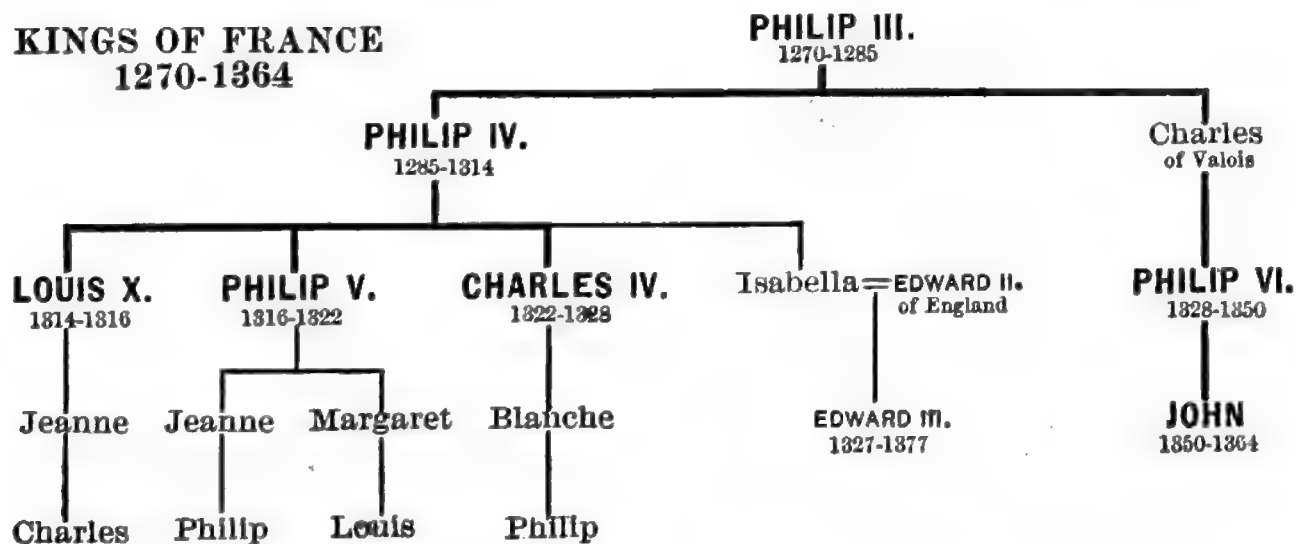 KINGS OF FRANCE
1270-1364
PHILIP III.
1270-1285
PHILIP IV.
1285-1314
Charles
of Valois
LOUIS X.
1314-1316
PHILIP V.
1316-1322
CHARLES IV.
1322-1328
Isabella=EDWARD II.
of England
PHILIP VI.
1328-1350
Jeanne
Jeanne
Margaret
Blanche
EDWARD III.
1327-1377
JOHN
1350-1364
Charles
Philip
Louis
Philip